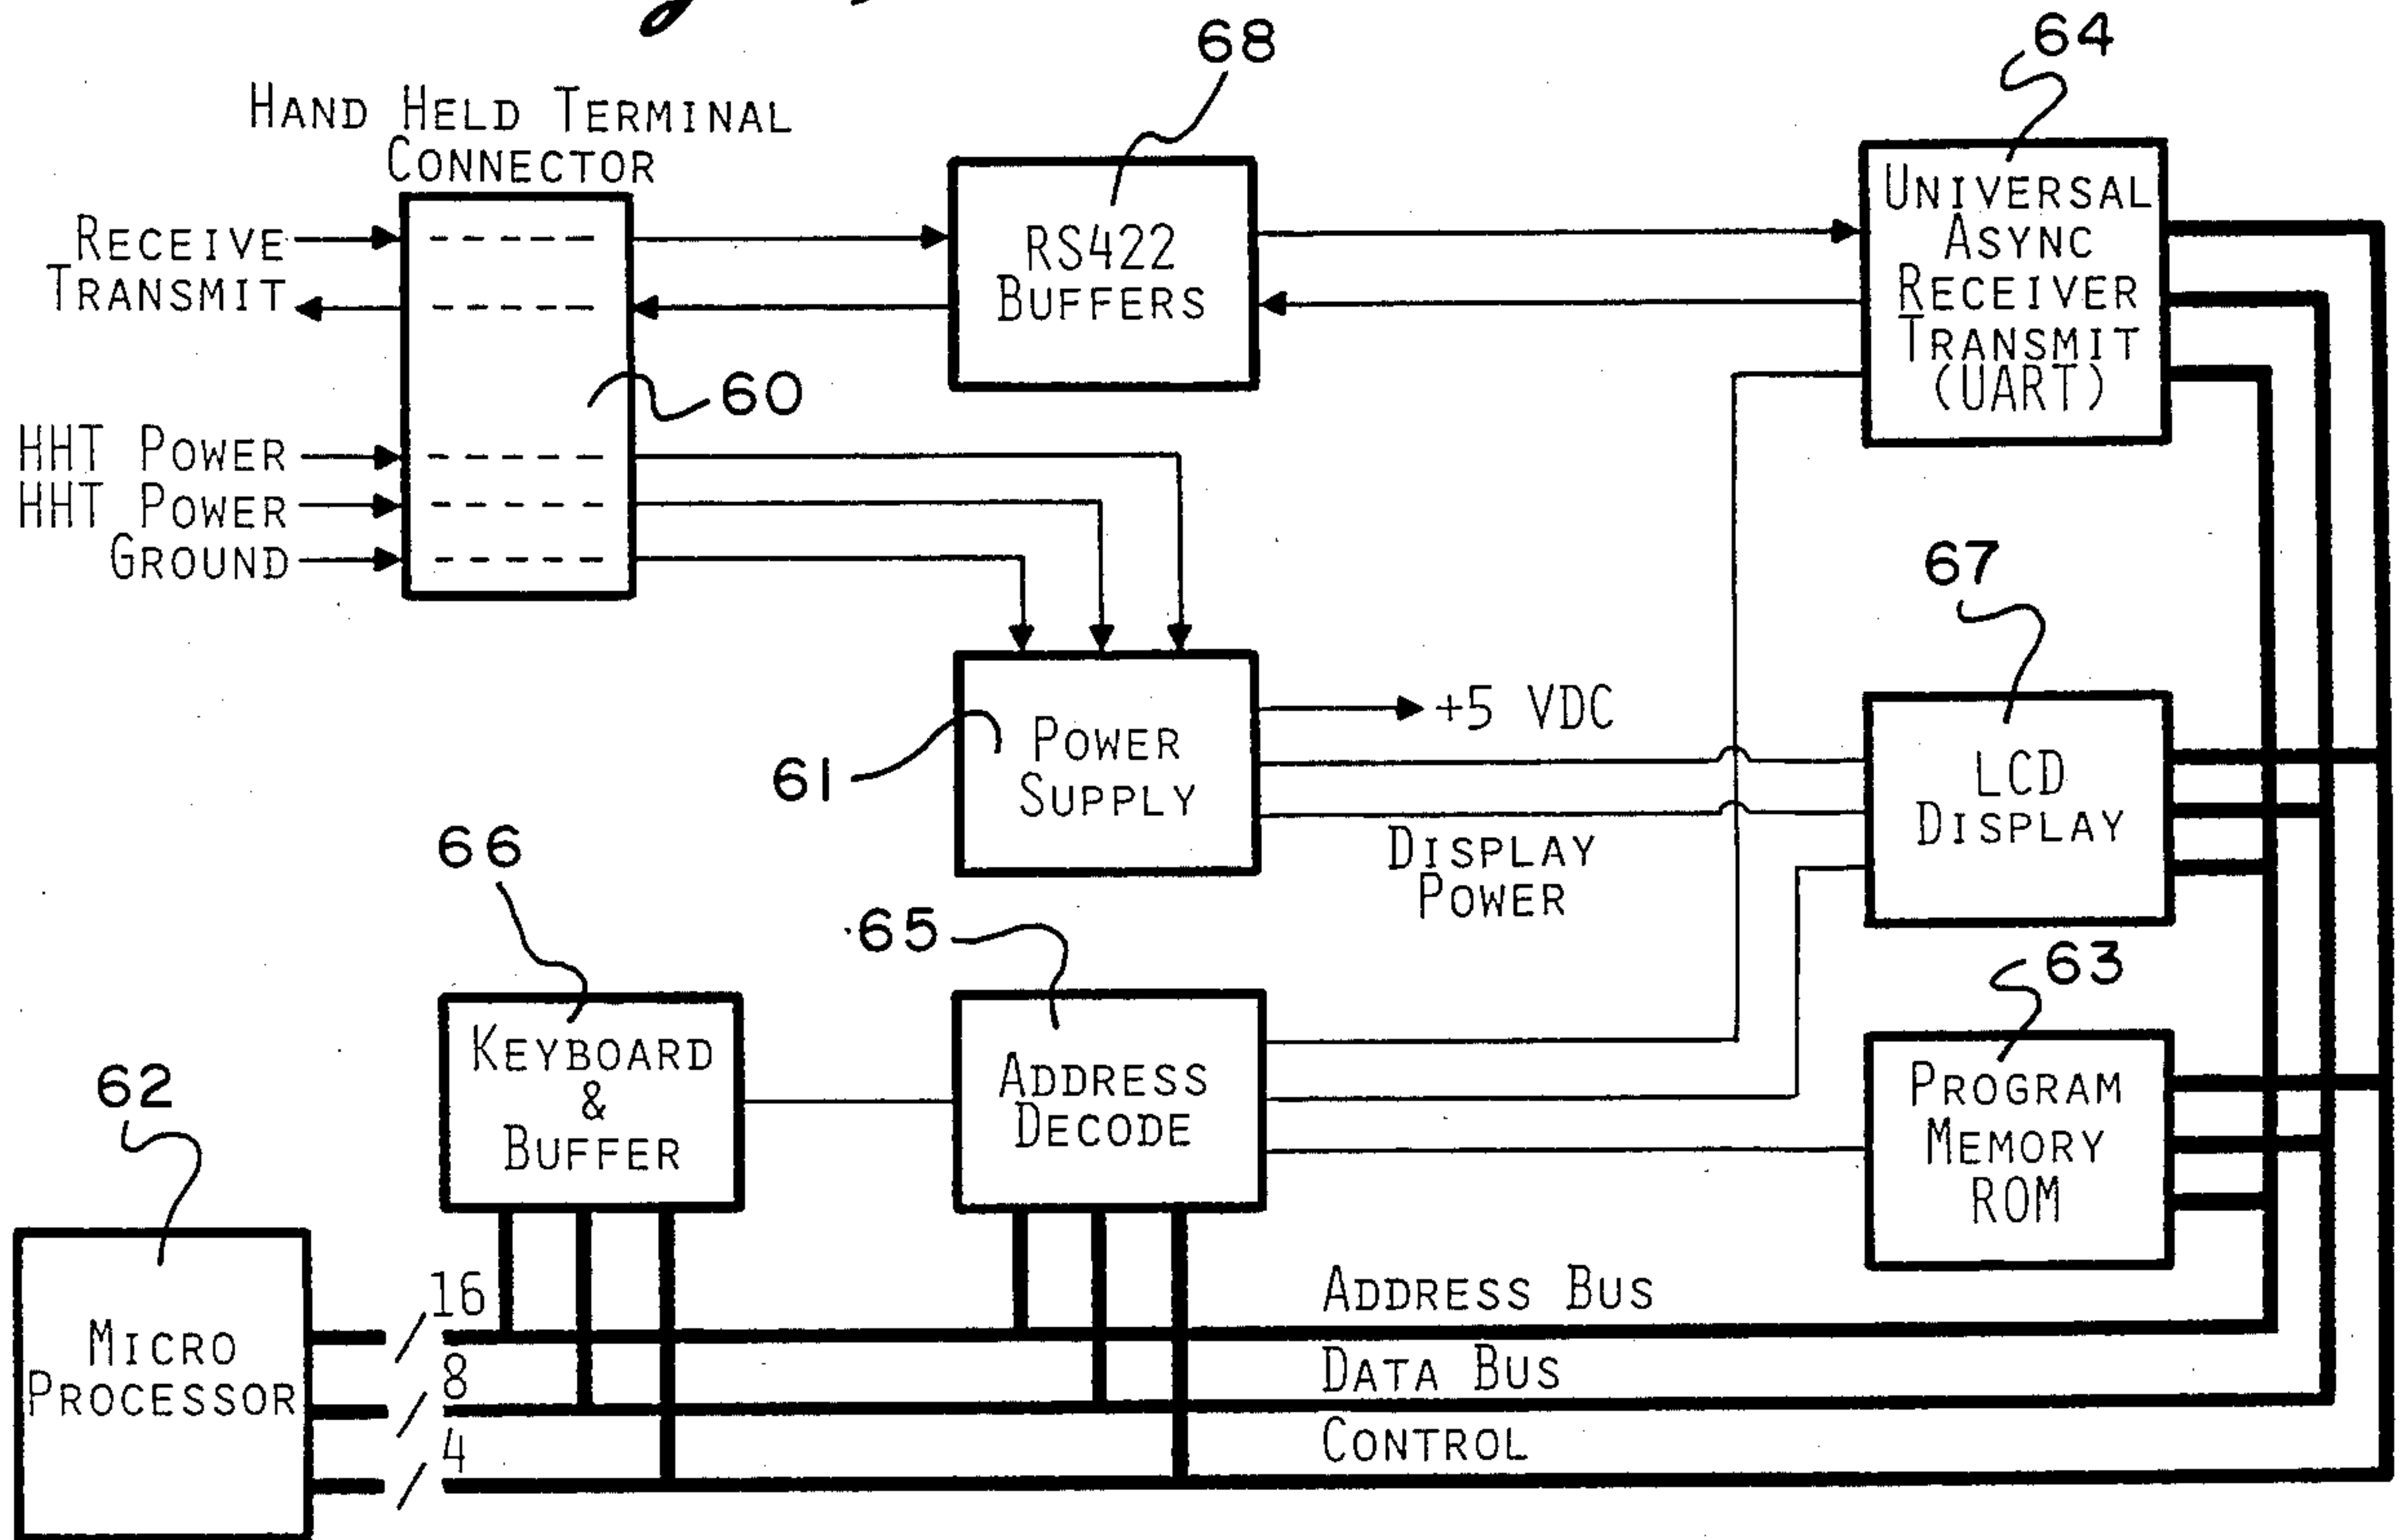 68
64
HAND HELD TERMINAL
CONNECTOR
RECEIVE
TRANSMIT
RS422
BUFFERS
UNIVERSAL
ASYNC
RECEIVER
TRANSMIT
(UART)
60
HHT POWER
HHT POWER
GROUND
67
61
POWER
SUPPLY
+5 VDC
DISPLAY
POWER
LCD
DISPLAY
66
65
63
62
KEYBOARD
&
BUFFER
ADDRESS
DECODE
PROGRAM
MEMORY
ROM
MICRO
PROCESSOR
16
8
4
ADDRESS BUS
DATA BUS
CONTROL